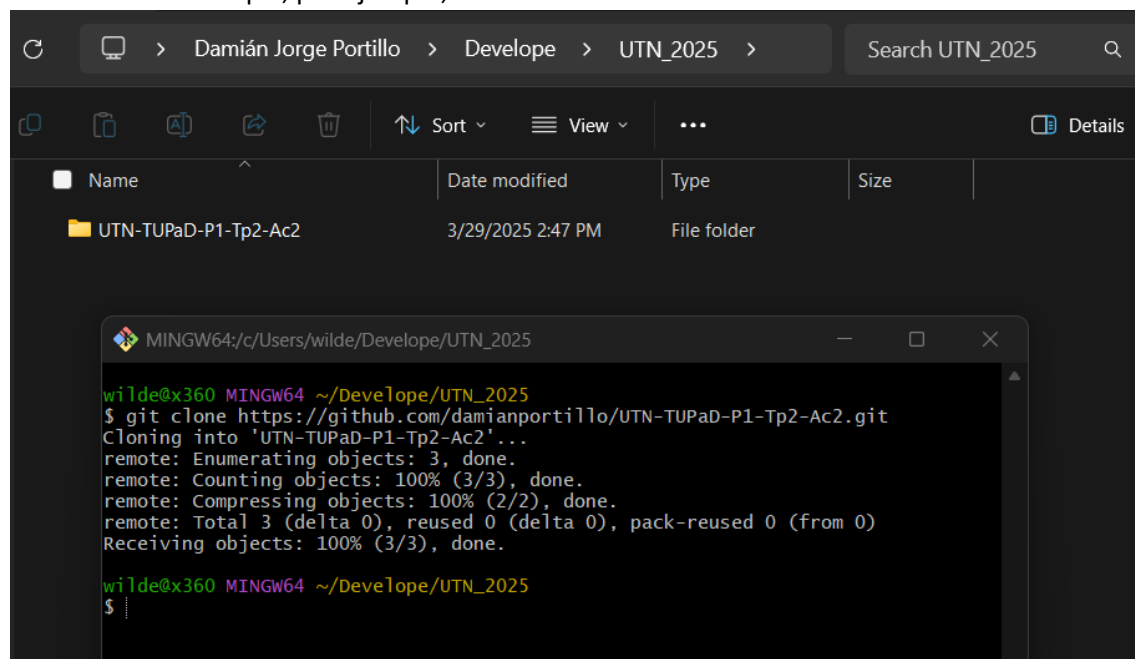 Damián Jorge Portillo > Develope > UTN_2025 > Search UTN_2025
Sort View ••• Details
Name Date modified Type Size
UTN-TUPaD-P1-Tp2-Ac2 3/29/2025 2:47 PM File folder
MINGW64:/c/Users/wilde/Develope/UTN_2025
wilde@x360 MINGW64 ~/Develope/UTN_2025
$ git clone https://github.com/damianportillo/UTN-TUPaD-P1-Tp2-Ac2.git
Cloning into 'UTN-TUPaD-P1-Tp2-Ac2'...
remote: Enumerating objects: 3, done.
remote: Counting objects: 100% (3/3), done.
remote: Compressing objects: 100% (2/2), done.
remote: Total 3 (delta 0), reused 0 (delta 0), pack-reused 0 (from 0)
Receiving objects: 100% (3/3), done.
wilde@x360 MINGW64 ~/Develope/UTN_2025
$